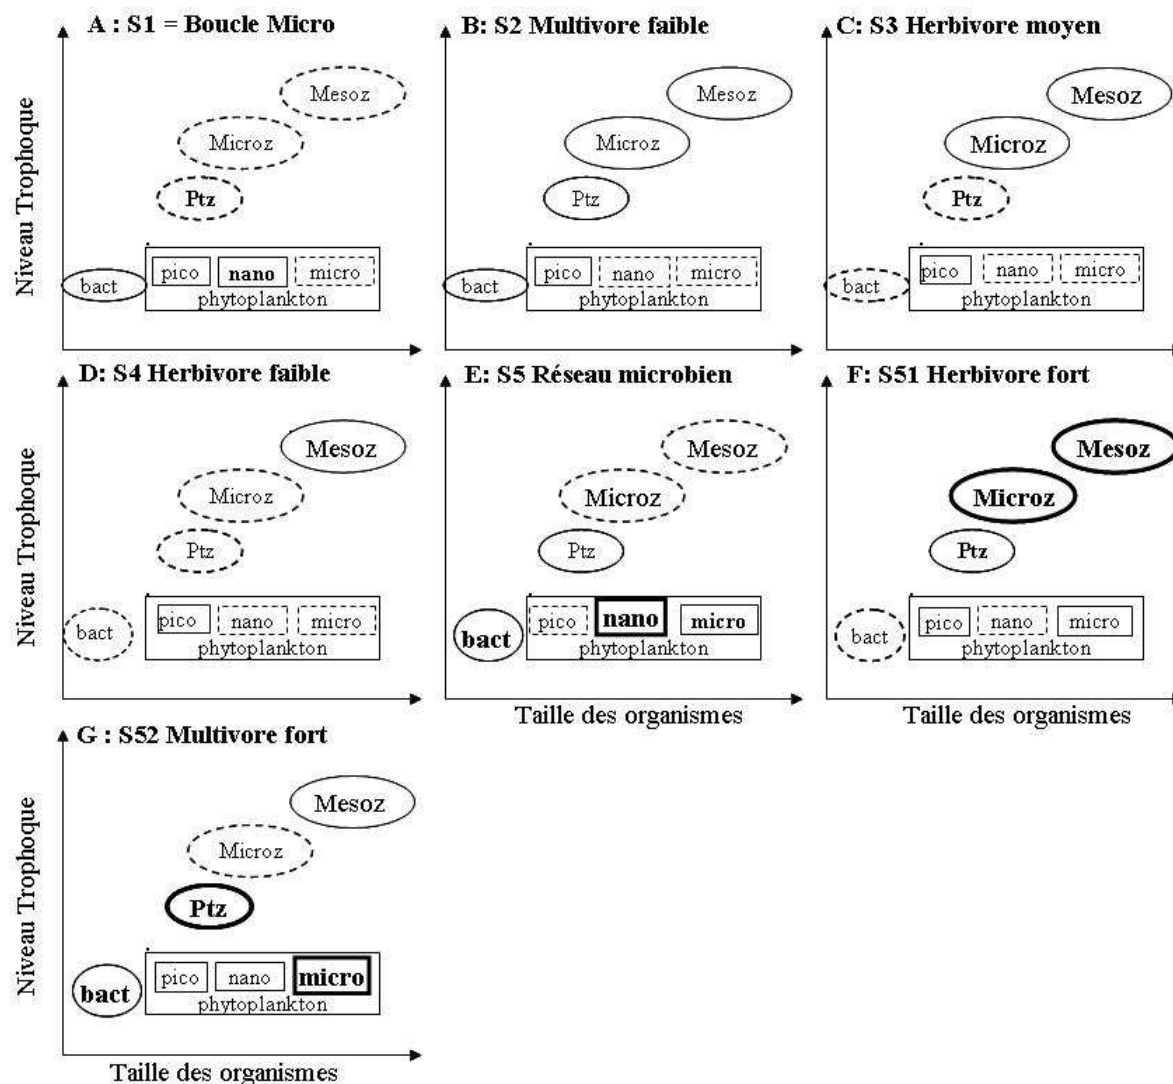 A : S1 = Boucle Micro
Niveau Trophoque
Mesoz
Microz
Ptz
bact
pico nano micro
phytoplankton
B: S2 Multivore faible
Mesoz
Microz
Ptz
bact
pico nano micro
phytoplankton
C: S3 Herbivore moyen
Mesoz
Microz
Ptz
bact
pico nano micro
phytoplankton
D: S4 Herbivore faible
Niveau Trophoque
Mesoz
Microz
Ptz
bact
pico nano micro
phytoplankton
E: S5 Réseau microbien
Mesoz
Microz
Ptz
bact
pico nano micro
phytoplankton
Taille des organismes
F: S51 Herbivore fort
Mesoz
Microz
Ptz
bact
pico nano micro
phytoplankton
Taille des organismes
G : S52 Multivore fort
Niveau Trophoque
Mesoz
Microz
Ptz
bact
pico nano micro
phytoplankton
Taille des organismes